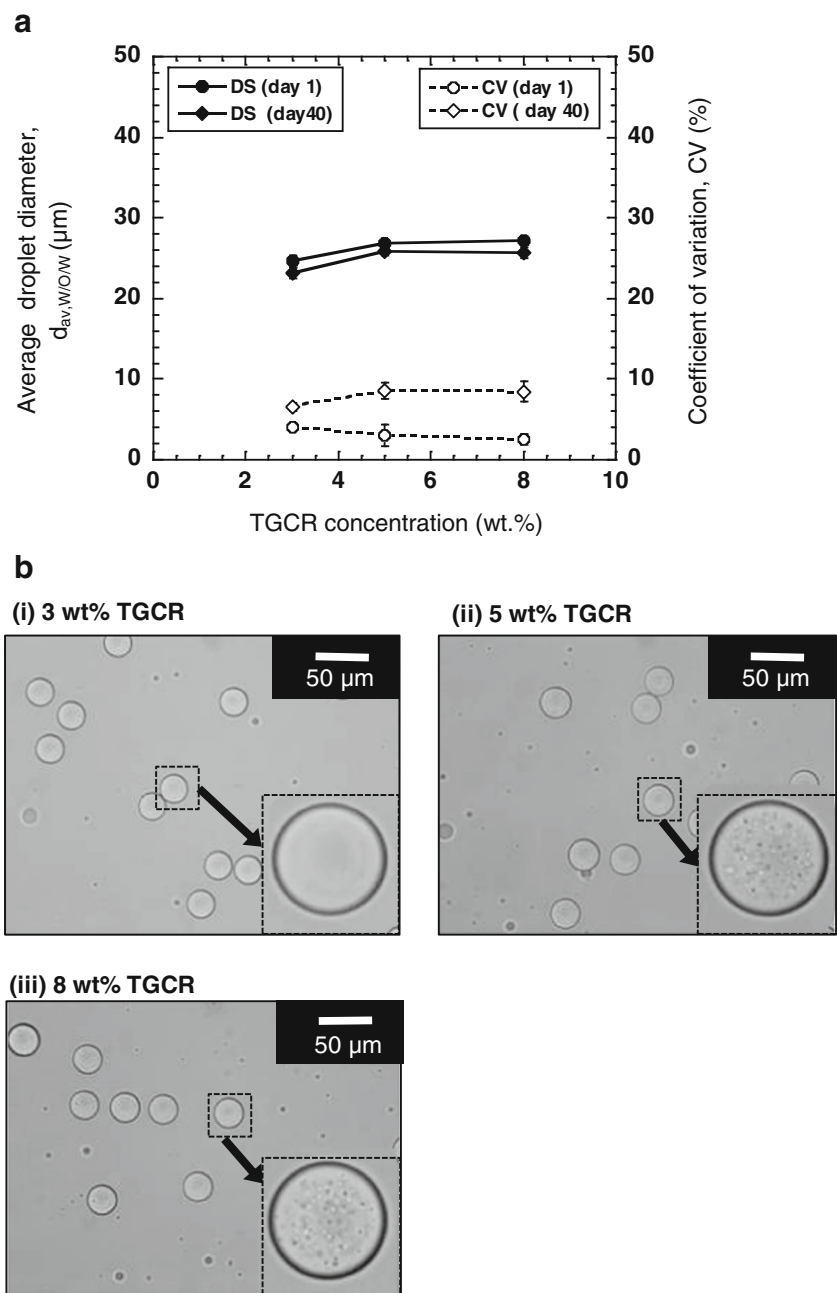 a
50
40
30
20
10
0
DS (day 1)
DS (day40)
CV (day 1)
CV ( day 40)
50
40
30
20
10
0
0 2 4 6 8 10
Average droplet diameter,
d_av,W/O/W (µm)
Coefficient of variation, CV (%)
TGCR concentration (wt.%)
b
(i) 3 wt% TGCR
50 µm
(ii) 5 wt% TGCR
50 µm
(iii) 8 wt% TGCR
50 µm